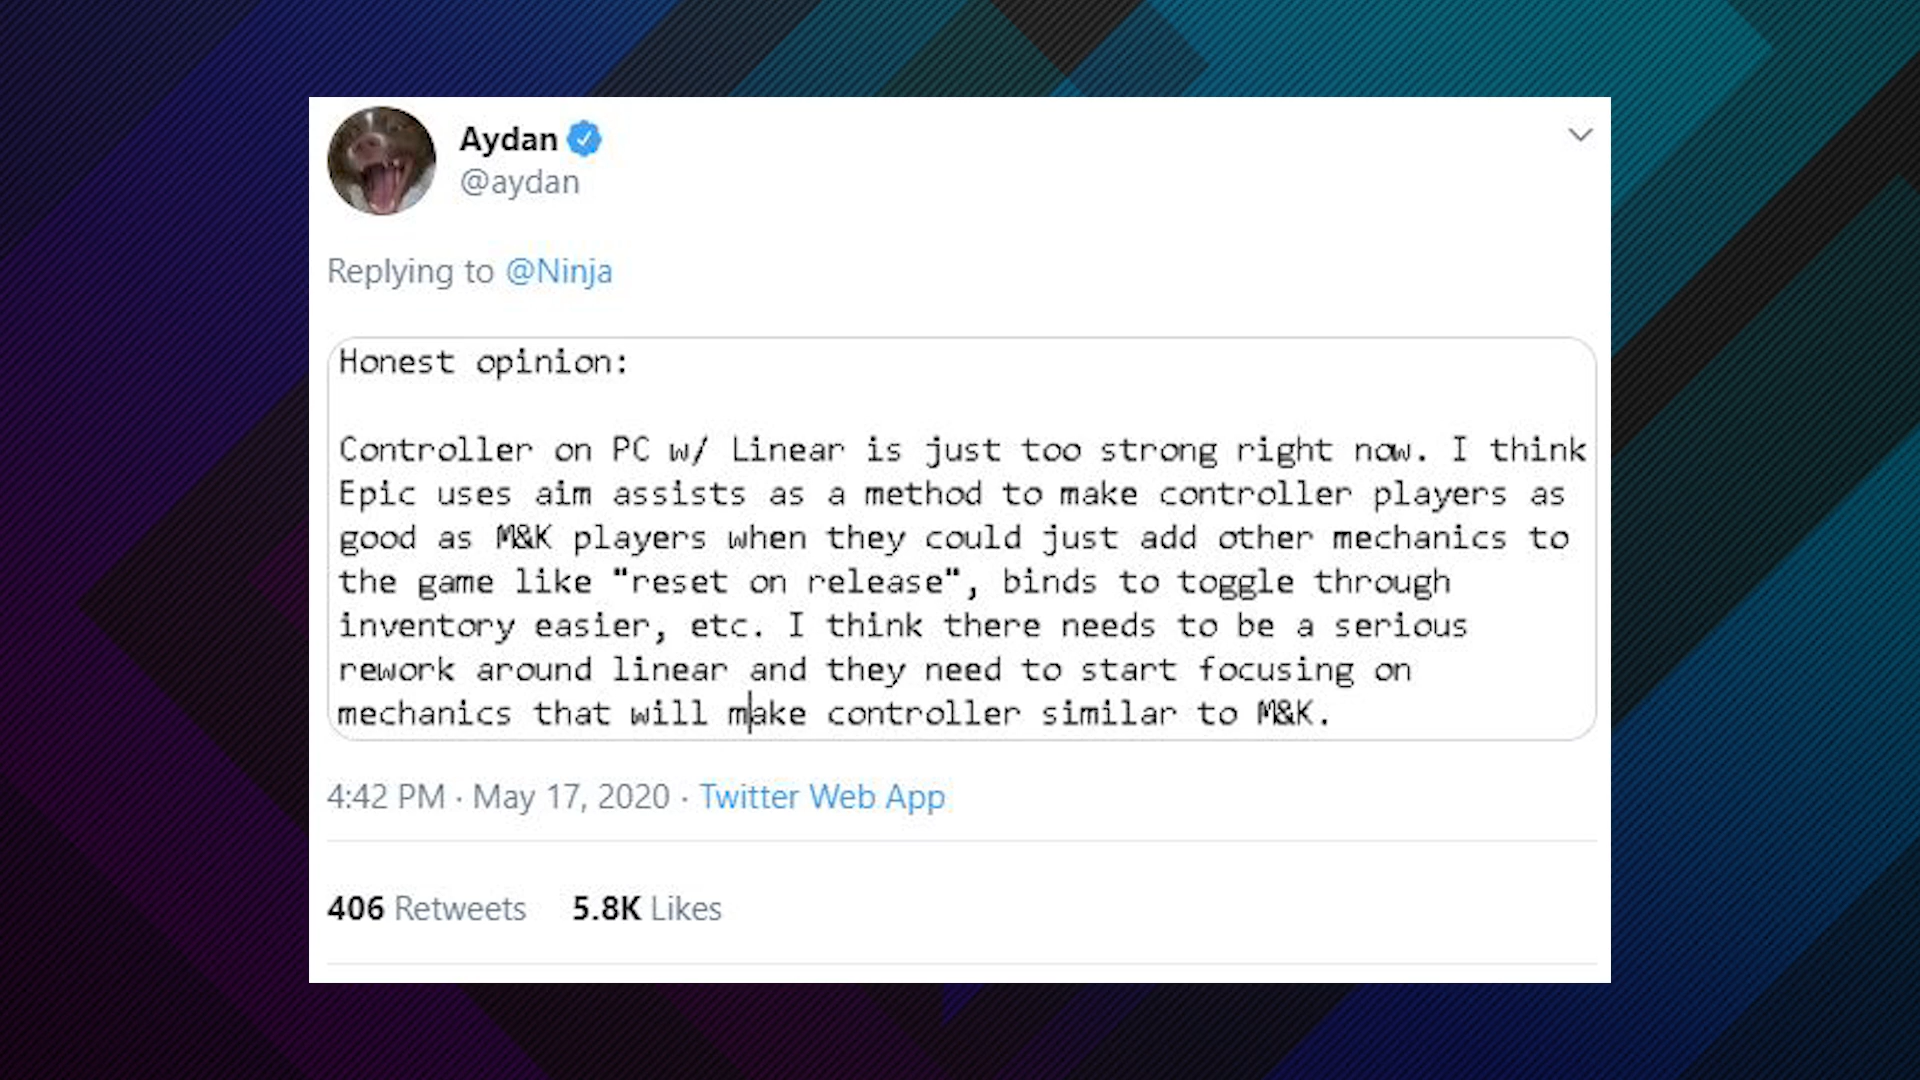 Aydan
@aydan
Replying to @Ninja
Honest opinion:
Controller on PC w/ Linear is just too strong right now. I think
Epic uses aim assists as a method to make controller players as
good as M&K players when they could just add other mechanics to
the game like "reset on release", binds to toggle through
inventory easier, etc. I think there needs to be a serious
rework around linear and they need to start focusing on
mechanics that will make controller similar to M&K.
4:42 PM · May 17, 2020 · Twitter Web App
406 Retweets 5.8K Likes